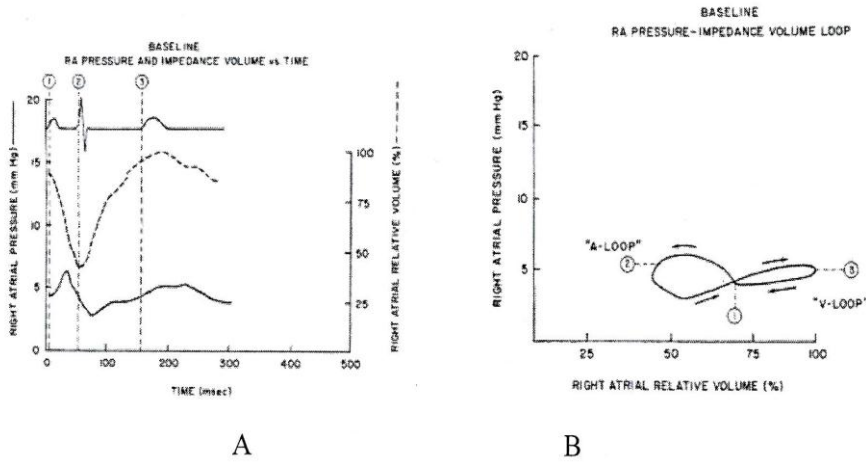 BASELINE
RA PRESSURE AND IMPEDANCE VOLUME vs TIME
1 2 3
RIGHT ATRIAL PRESSURE (mm Hg)
20
15
10
5
0
100
75
50
25
RIGHT ATRIAL RELATIVE VOLUME (%)
0 100 200 300 400 500
TIME (msec)
A
BASELINE
RA PRESSURE-IMPEDANCE VOLUME LOOP
RIGHT ATRIAL PRESSURE (mm Hg)
20
15
10
5
"A-LOOP"
2
3
"V-LOOP"
1
25 50 75 100
RIGHT ATRIAL RELATIVE VOLUME (%)
B